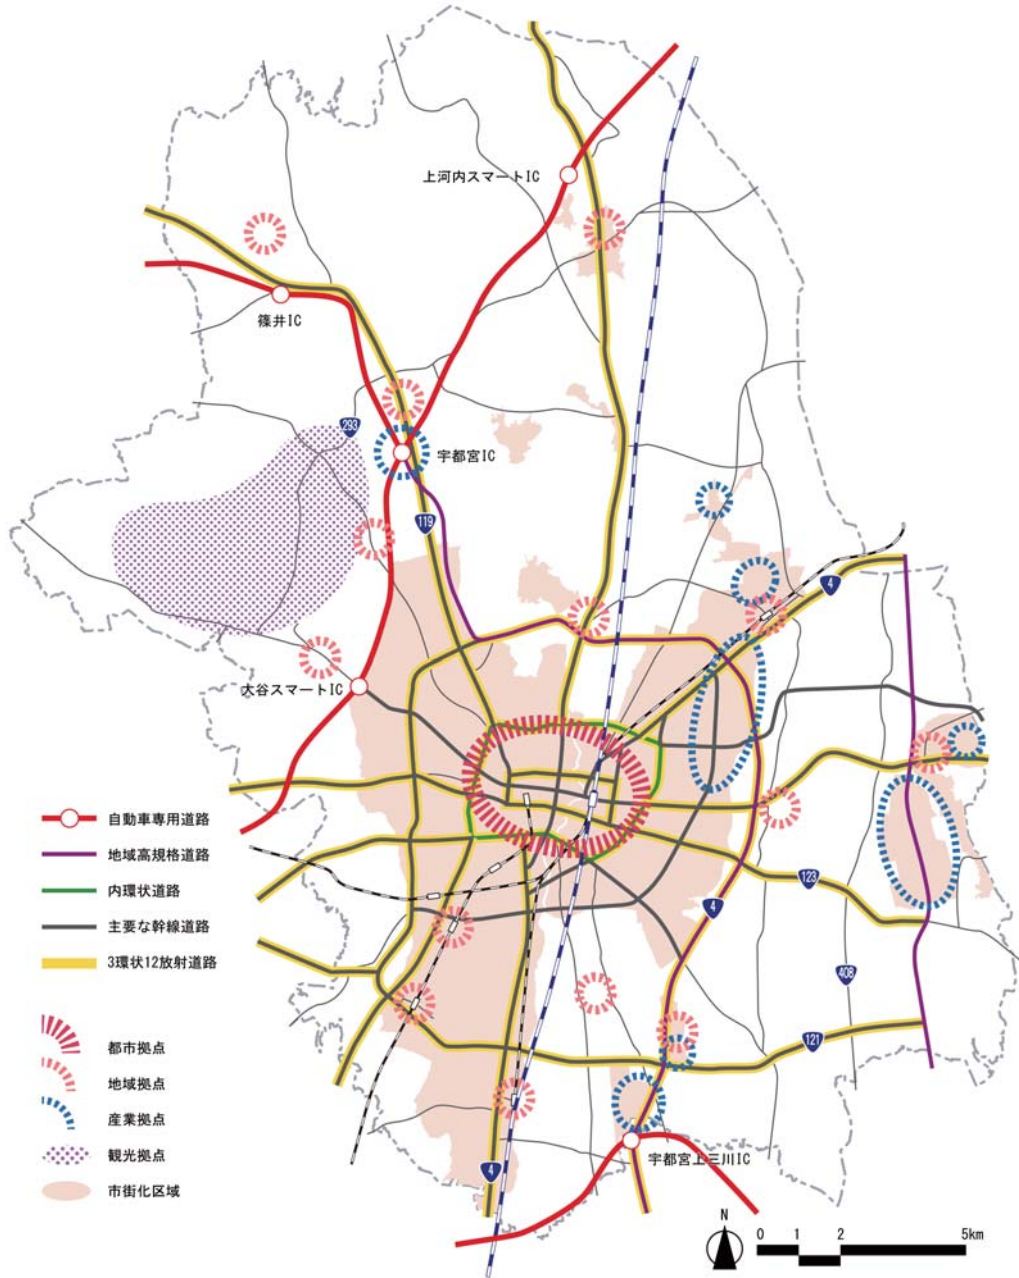 上河内スマートIC
篠井IC
293
宇都宮IC
119
4
大谷スマートIC
自動車専用道路
地域高規格道路
内環状道路
主要な幹線道路
3環状12放射道路
123
4
408
121
都市拠点
地域拠点
産業拠点
観光拠点
市街化区域
宇都宮上三川IC
4
N
0 1 2 5km